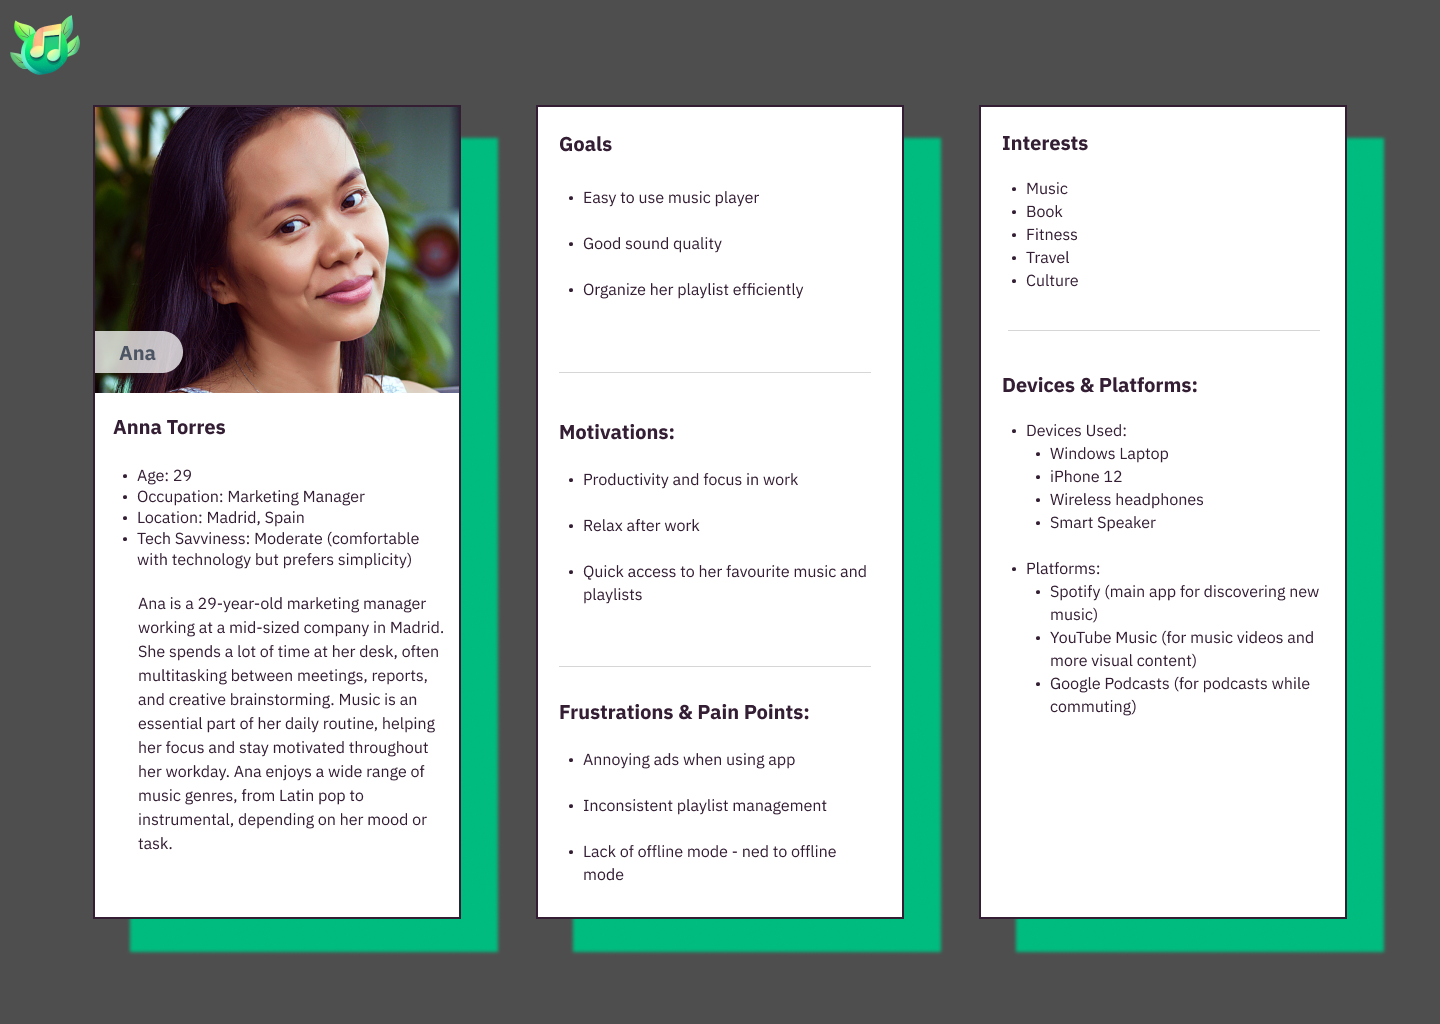 Ana
Anna Torres
• Age: 29
• Occupation: Marketing Manager
• Location: Madrid, Spain
• Tech Savviness: Moderate (comfortable
with technology but prefers simplicity)
Ana is a 29-year-old marketing manager
working at a mid-sized company in Madrid.
She spends a lot of time at her desk, often
multitasking between meetings, reports,
and creative brainstorming. Music is an
essential part of her daily routine, helping
her focus and stay motivated throughout
her workday. Ana enjoys a wide range of
music genres, from Latin pop to
instrumental, depending on her mood or
task.
Goals
• Easy to use music player
• Good sound quality
• Organize her playlist efficiently
Motivations:
• Productivity and focus in work
• Relax after work
• Quick access to her favourite music and
playlists
Frustrations & Pain Points:
• Annoying ads when using app
• Inconsistent playlist management
• Lack of offline mode - ned to offline
mode
Interests
• Music
• Book
• Fitness
• Travel
• Culture
Devices & Platforms:
• Devices Used:
• Windows Laptop
• iPhone 12
• Wireless headphones
• Smart Speaker
• Platforms:
• Spotify (main app for discovering new
music)
• YouTube Music (for music videos and
more visual content)
• Google Podcasts (for podcasts while
commuting)